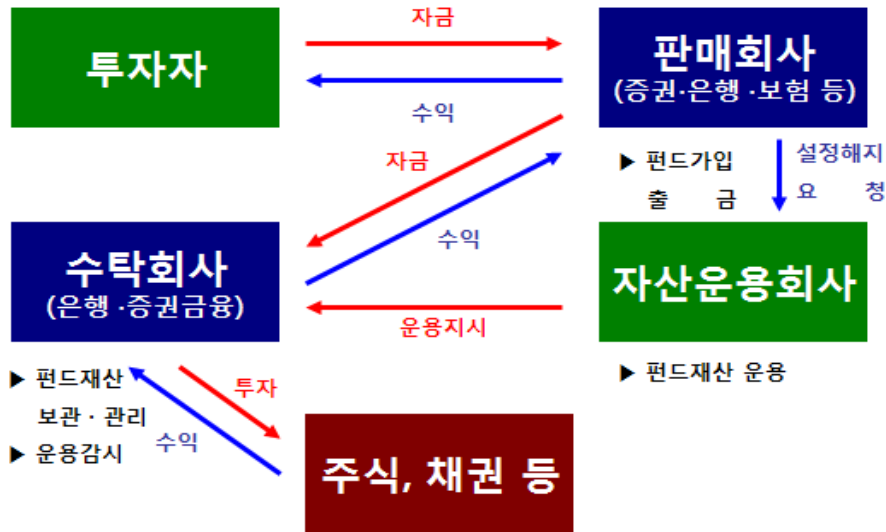 자금
투자자
판매회사
(증권·은행 ·보험 등)
수익
자금
▶ 펀드가입
출 금
설정해지
요 청
수익
수탁회사
(은행 ·증권금융)
자산운용회사
운용지시
▶ 펀드재산
보관 · 관리
▶ 운용감시
투자
수익
▶ 펀드재산 운용
주식, 채권 등